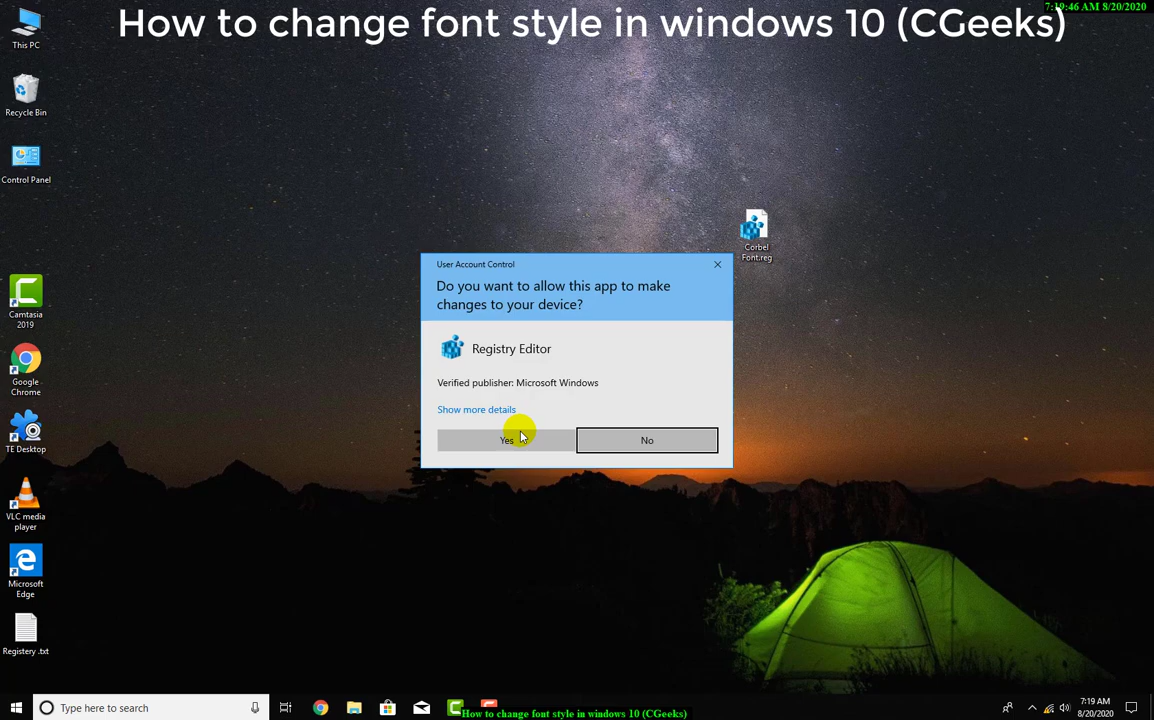 How to change font style in windows 10 (CGeeks)
7:19:46 AM 8/20/2020
This PC
Recycle Bin
Control Panel
Corbel
Font.reg
User Account Control
Do you want to allow this app to make
changes to your device?
Registry Editor
Verified publisher: Microsoft Windows
Show more details
Yes
No
Camtasia
2019
Google
Chrome
TE Desktop
VLC media
player
Microsoft
Edge
Registery .txt
Type here to search
How to change font style in windows 10 (CGeeks)
7:19 AM
8/20/2020